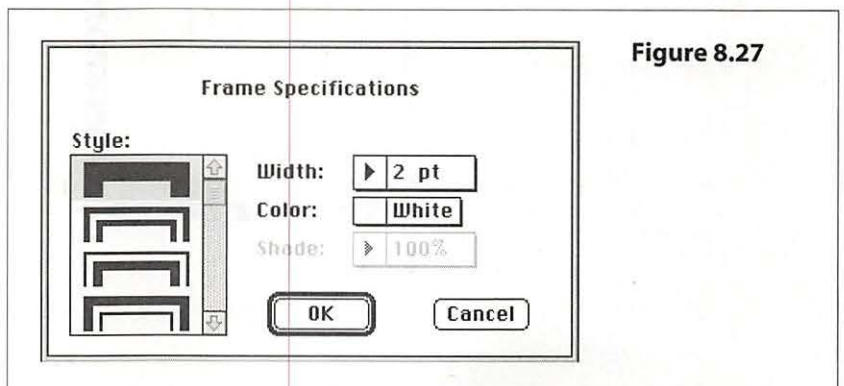 Figure 8.27
Frame Specifications
Style:
Width: 2 pt
Color: White
Shade: 100%
OK Cancel